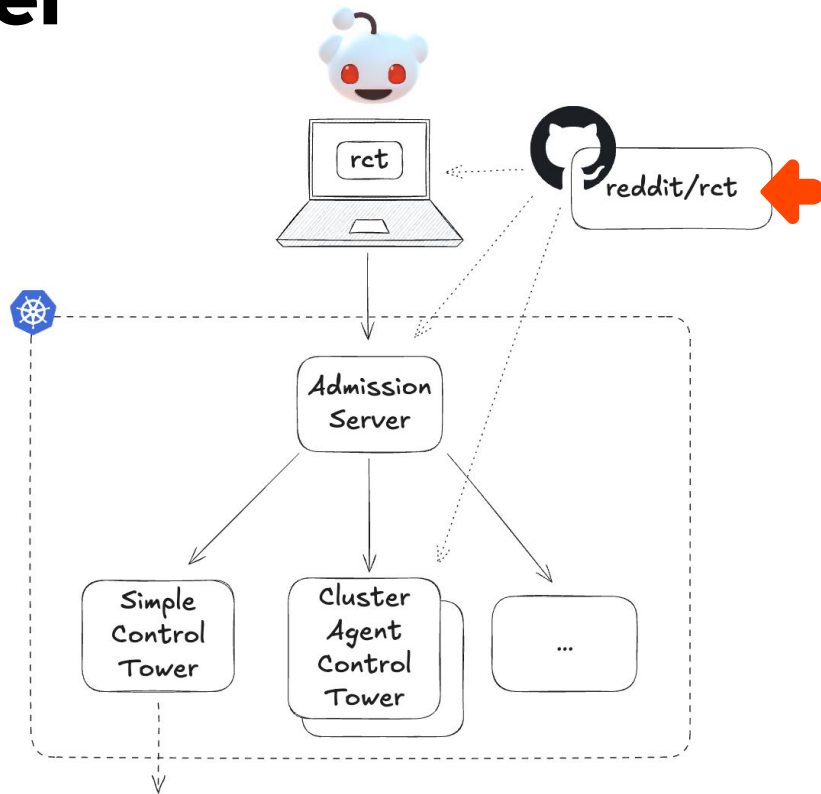 rct
reddit/rct
Admission
Server
Simple
Control
Tower
Cluster
Agent
Control
Tower
...